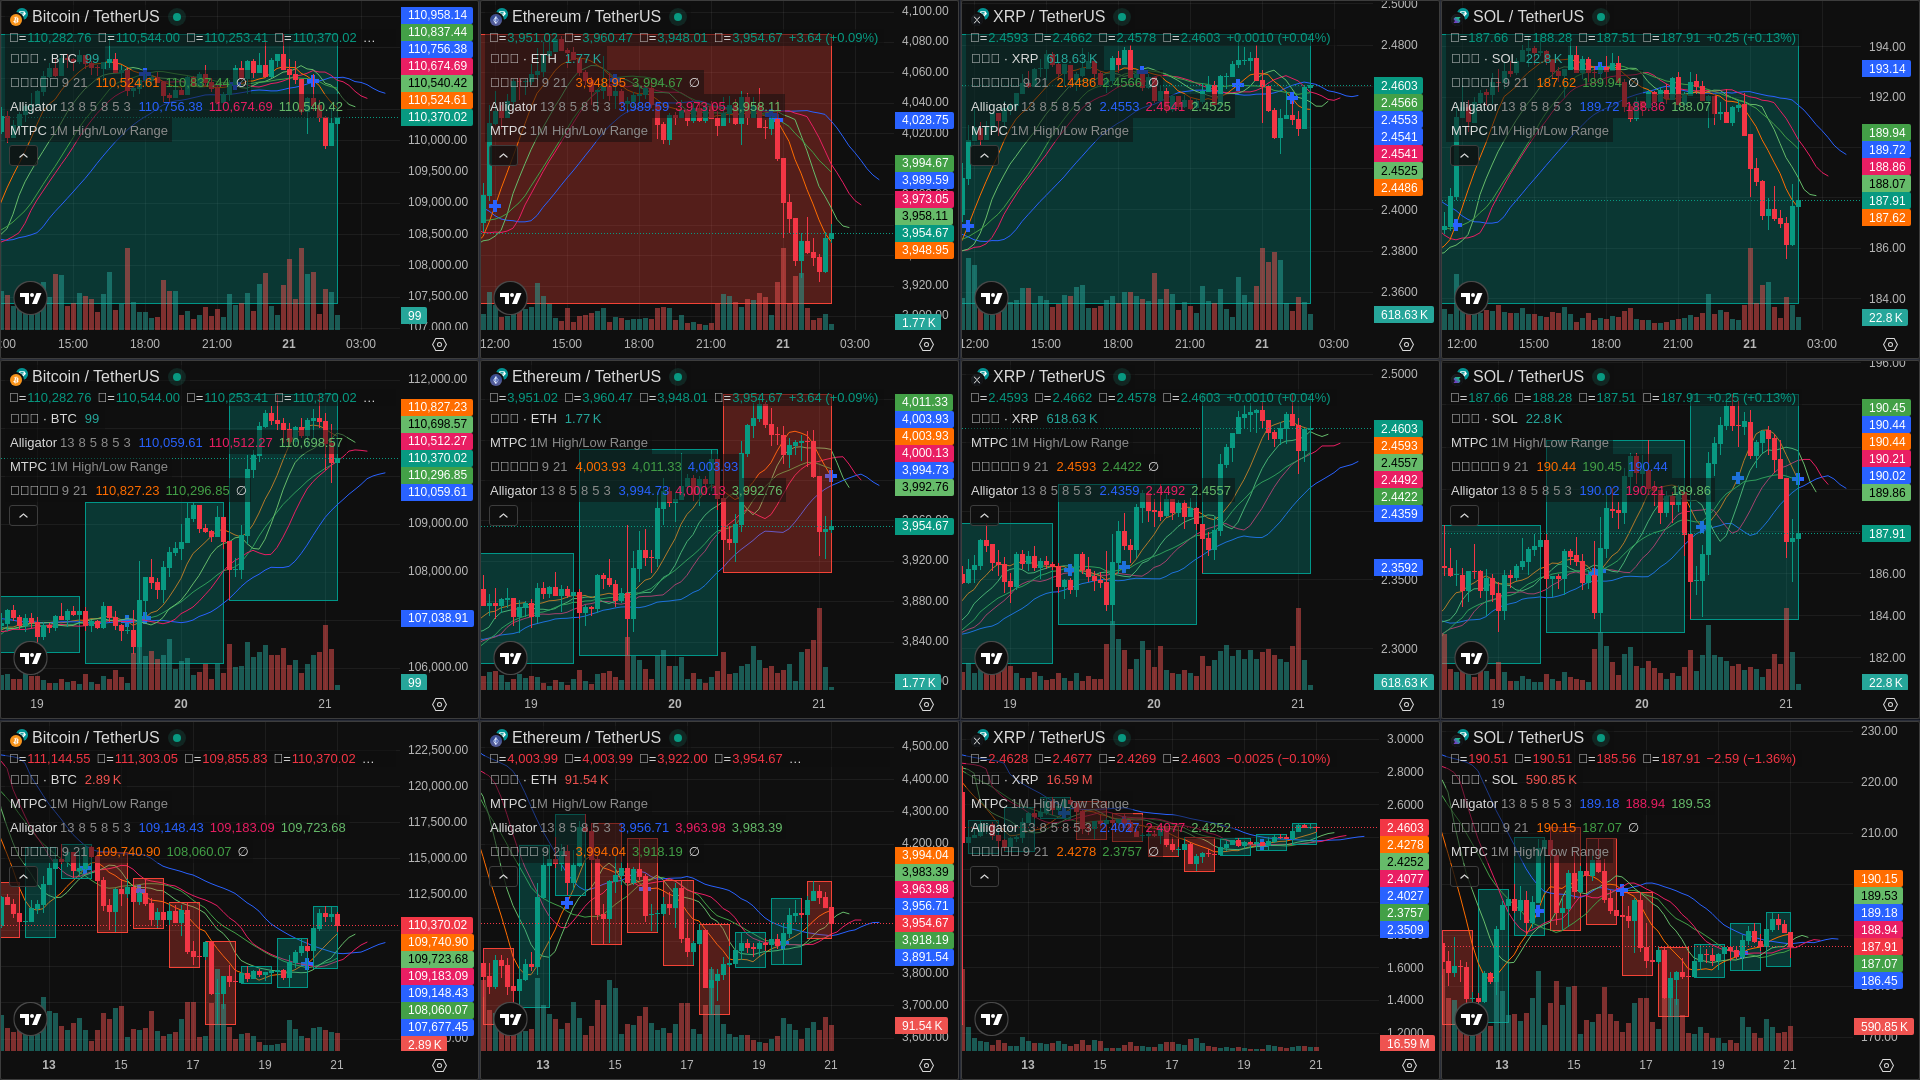 Bitcoin / TetherUS
=110,282.76 =110,544.00 =110,253.41 =110,370.02 …
· BTC 99
9 21 110,524.61 110,837.44 ∅
Alligator 13 8 5 8 5 3 110,756.38 110,674.69 110,540.42
MTPC 1M High/Low Range
110,958.14
110,837.44
110,756.38
110,674.69
110,540.42
110,524.61
110,370.02
110,000.00
109,500.00
109,000.00
108,500.00
108,000.00
107,500.00
99
107,000.00
15:00 18:00 21:00 21 03:00
Ethereum / TetherUS
=3,951.02 =3,960.47 =3,948.01 =3,954.67 +3.64 (+0.09%)
· ETH 1.77 K
9 21 3,948.95 3,994.67 ∅
Alligator 13 8 5 8 5 3 3,989.59 3,973.05 3,958.11
MTPC 1M High/Low Range
4,100.00
4,080.00
4,060.00
4,040.00
4,028.75
4,020.00
3,994.67
3,989.59
3,973.05
3,958.11
3,954.67
3,948.95
3,920.00
1.77 K
12:00 15:00 18:00 21:00 21 03:00
XRP / TetherUS
=2.4593 =2.4662 =2.4578 =2.4603 +0.0010 (+0.04%)
· XRP 618.63 K
9 21 2.4486 2.4566 ∅
Alligator 13 8 5 8 5 3 2.4553 2.4541 2.4525
MTPC 1M High/Low Range
2.5000
2.4800
2.4603
2.4566
2.4553
2.4541
2.4541
2.4525
2.4486
2.4000
2.3800
2.3600
618.63 K
12:00 15:00 18:00 21:00 21 03:00
SOL / TetherUS
=187.66 =188.28 =187.51 =187.91 +0.25 (+0.13%)
· SOL 22.8 K
9 21 187.62 189.94 ∅
Alligator 13 8 5 8 5 3 189.72 188.86 188.07
MTPC 1M High/Low Range
194.00
193.14
192.00
189.94
189.72
188.86
188.07
187.91
187.62
186.00
184.00
22.8 K
12:00 15:00 18:00 21:00 21 03:00
Bitcoin / TetherUS
=110,282.76 =110,544.00 =110,253.41 =110,370.02 …
· BTC 99
Alligator 13 8 5 8 5 3 110,059.61 110,512.27 110,698.57
MTPC 1M High/Low Range
9 21 110,827.23 110,296.85 ∅
112,000.00
110,827.23
110,698.57
110,512.27
110,370.02
110,296.85
110,059.61
109,000.00
108,000.00
107,038.91
106,000.00
99
19 20 21
Ethereum / TetherUS
=3,951.02 =3,960.47 =3,948.01 =3,954.67 +3.64 (+0.09%)
· ETH 1.77 K
MTPC 1M High/Low Range
9 21 4,003.93 4,011.33 4,003.93
Alligator 13 8 5 8 5 3 3,994.73 4,000.13 3,992.76
4,011.33
4,003.93
4,003.93
4,000.13
3,994.73
3,992.76
3,954.67
3,920.00
3,880.00
3,840.00
1.77 K
19 20 21
XRP / TetherUS
=2.4593 =2.4662 =2.4578 =2.4603 +0.0010 (+0.04%)
· XRP 618.63 K
MTPC 1M High/Low Range
9 21 2.4593 2.4422 ∅
Alligator 13 8 5 8 5 3 2.4359 2.4492 2.4557
2.5000
2.4603
2.4593
2.4557
2.4492
2.4422
2.4359
2.3592
2.3500
2.3000
618.63 K
19 20 21
SOL / TetherUS
=187.66 =188.28 =187.51 =187.91 +0.25 (+0.13%)
· SOL 22.8 K
MTPC 1M High/Low Range
9 21 190.44 190.45 190.44
Alligator 13 8 5 8 5 3 190.02 190.21 189.86
196.00
190.45
190.44
190.44
190.21
190.02
189.86
187.91
186.00
184.00
182.00
22.8 K
19 20 21
Bitcoin / TetherUS
=111,144.55 =111,303.05 =109,855.83 =110,370.02 …
· BTC 2.89 K
MTPC 1M High/Low Range
Alligator 13 8 5 8 5 3 109,148.43 109,183.09 109,723.68
9 21 109,740.90 108,060.07 ∅
122,500.00
120,000.00
117,500.00
115,000.00
112,500.00
110,370.02
109,740.90
109,723.68
109,183.09
109,148.43
108,060.07
107,677.45
2.89 K
13 15 17 19 21
Ethereum / TetherUS
=4,003.99 =4,003.99 =3,922.00 =3,954.67 …
· ETH 91.54 K
MTPC 1M High/Low Range
Alligator 13 8 5 8 5 3 3,956.71 3,963.98 3,983.39
9 21 3,994.04 3,918.19 ∅
4,500.00
4,400.00
4,300.00
4,200.00
3,994.04
3,983.39
3,963.98
3,956.71
3,954.67
3,918.19
3,891.54
3,800.00
3,700.00
91.54 K
3,600.00
13 15 17 19 21
XRP / TetherUS
=2.4628 =2.4677 =2.4269 =2.4603 −0.0025 (−0.10%)
· XRP 16.59 M
MTPC 1M High/Low Range
Alligator 13 8 5 8 5 3 2.4027 2.4077 2.4252
9 21 2.4278 2.3757 ∅
3.0000
2.8000
2.6000
2.4603
2.4278
2.4252
2.4077
2.4027
2.3757
2.3509
1.6000
1.4000
1.2000
16.59 M
13 15 17 19 21
SOL / TetherUS
=190.51 =190.51 =185.56 =187.91 −2.59 (−1.36%)
· SOL 590.85 K
Alligator 13 8 5 8 5 3 189.18 188.94 189.53
9 21 190.15 187.07 ∅
MTPC 1M High/Low Range
230.00
220.00
210.00
190.15
189.53
189.18
188.94
187.91
187.07
186.45
590.85 K
170.00
13 15 17 19 21